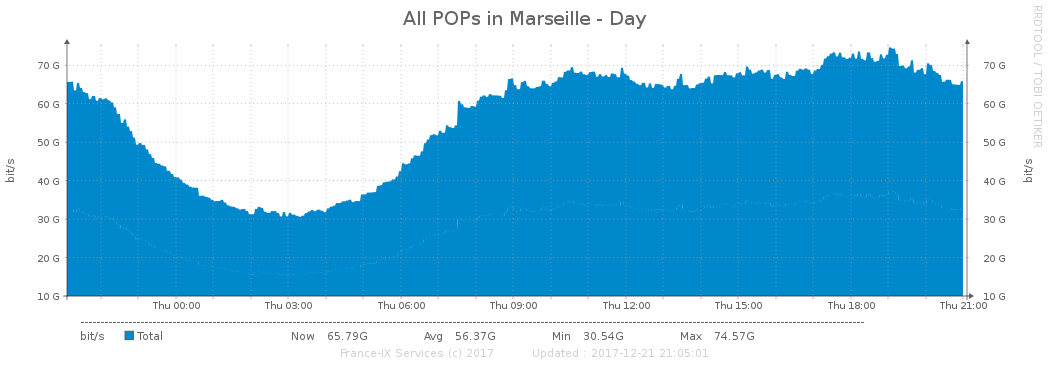 All POPs in Marseille - Day
RRDTOOL / TOBI OETIKER
bit/s
70 G
60 G
50 G
40 G
30 G
20 G
10 G
70 G
60 G
50 G
40 G
30 G
20 G
10 G
bit/s
Thu 00:00 Thu 03:00 Thu 06:00 Thu 09:00 Thu 12:00 Thu 15:00 Thu 18:00 Thu 21:00
bit/s Total Now 65.79G Avg 56.37G Min 30.54G Max 74.57G
France-IX Services (c) 2017 Updated : 2017-12-21 21:05:01